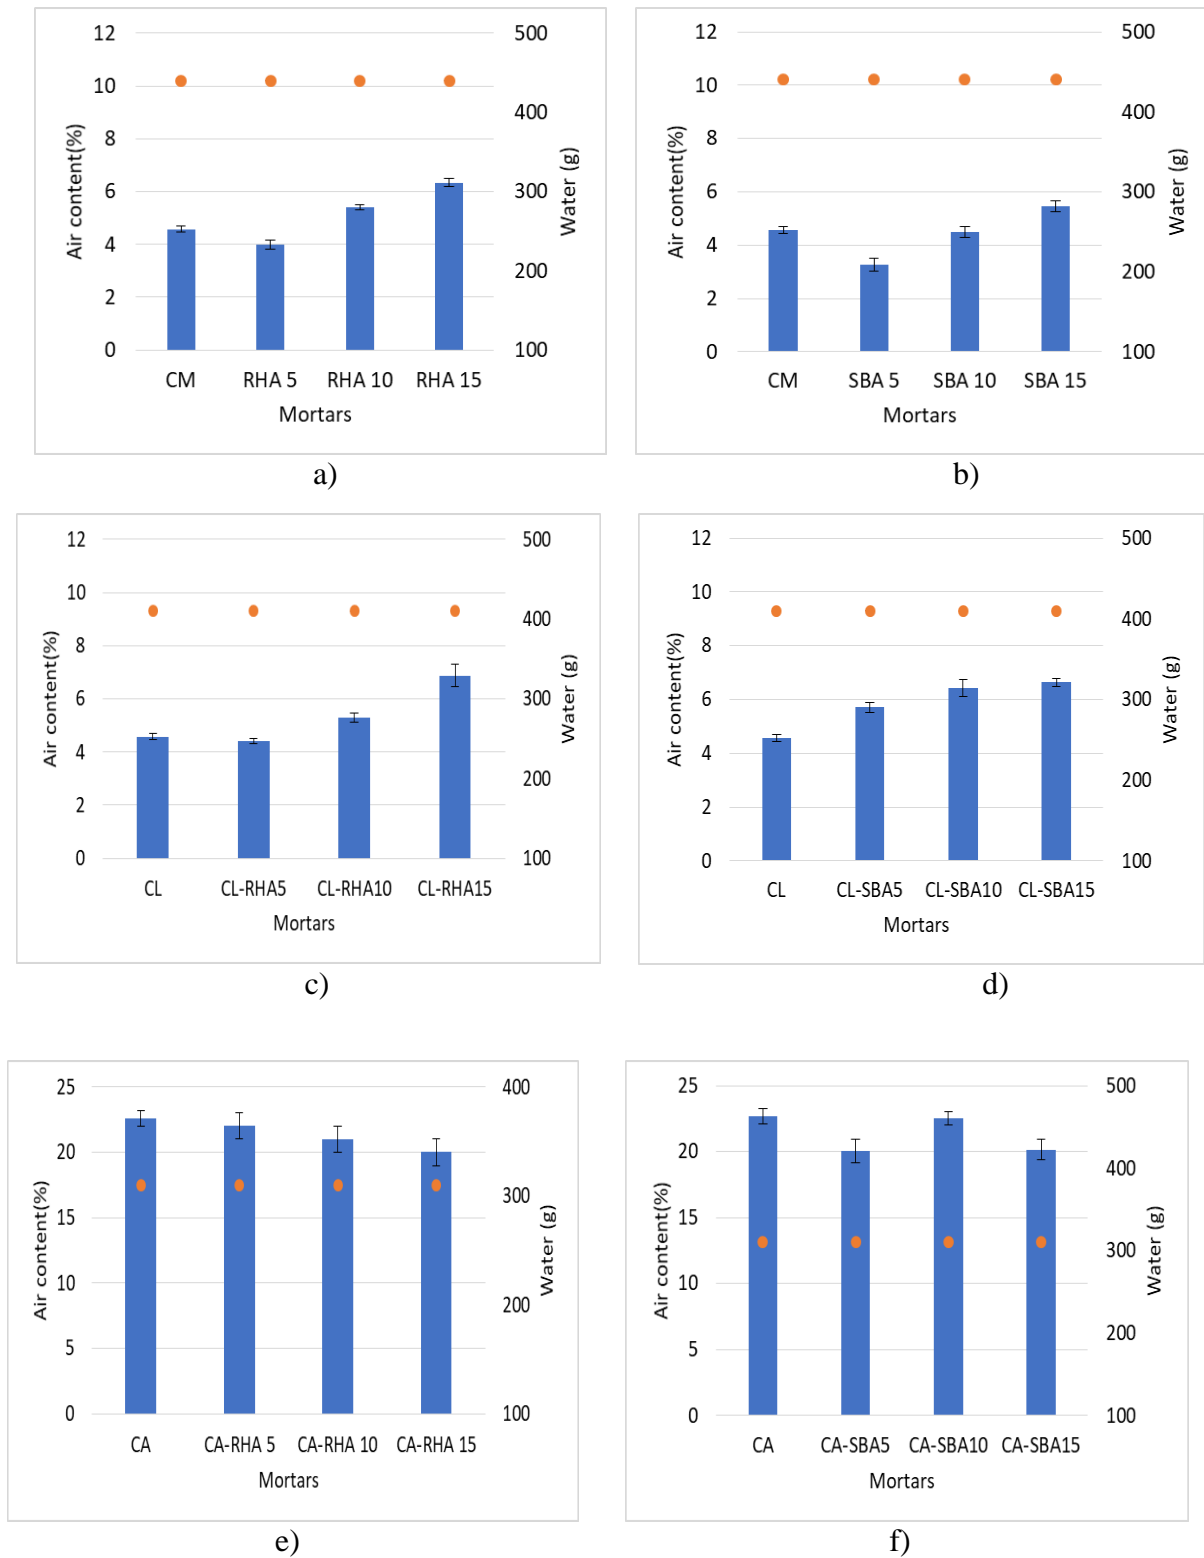 12
10
8
6
4
2
0
Air content(%)
500
400
300
200
100
Water (g)
CM RHA 5 RHA 10 RHA 15
Mortars
a)
12
10
8
6
4
2
0
Air content(%)
500
400
300
200
100
Water (g)
CM SBA 5 SBA 10 SBA 15
Mortars
b)
12
10
8
6
4
2
0
Air content(%)
500
400
300
200
100
Water (g)
CL CL-RHA5 CL-RHA10 CL-RHA15
Mortars
c)
12
10
8
6
4
2
0
Air content(%)
500
400
300
200
100
Water (g)
CL CL-SBA5 CL-SBA10 CL-SBA15
Mortars
d)
25
20
15
10
5
0
Air content(%)
400
300
200
100
Water (g)
CA CA-RHA 5 CA-RHA 10 CA-RHA 15
Mortars
e)
25
20
15
10
5
0
Air content(%)
500
400
300
200
100
Water (g)
CA CA-SBA5 CA-SBA10 CA-SBA15
Mortars
f)